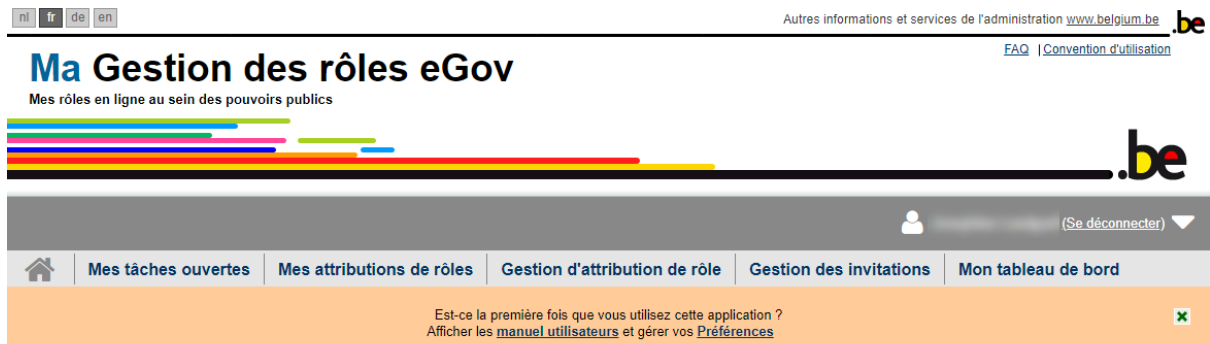 nl fr de en
Autres informations et services de l'administration www.belgium.be
.be
FAQ | Convention d'utilisation
Ma Gestion des rôles eGov
Mes rôles en ligne au sein des pouvoirs publics
.be
(Se déconnecter)
Mes tâches ouvertes Mes attributions de rôles Gestion d'attribution de rôle Gestion des invitations Mon tableau de bord
Est-ce la première fois que vous utilisez cette application ?
Afficher les manuel utilisateurs et gérer vos Préférences